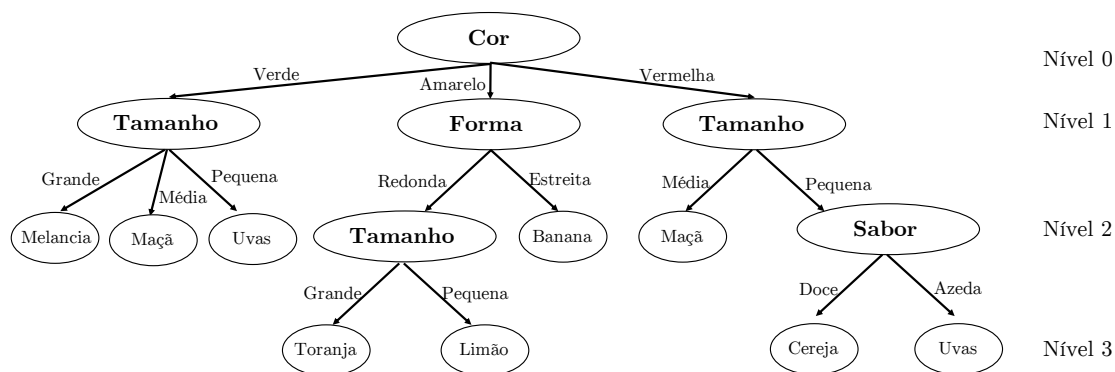 Cor
Nível 0
Verde
Amarelo
Vermelha
Tamanho
Forma
Tamanho
Nível 1
Grande
Média
Pequena
Redonda
Estreita
Média
Pequena
Melancia
Maçã
Uvas
Tamanho
Banana
Maçã
Sabor
Nível 2
Grande
Pequena
Doce
Azeda
Toranja
Limão
Cereja
Uvas
Nível 3